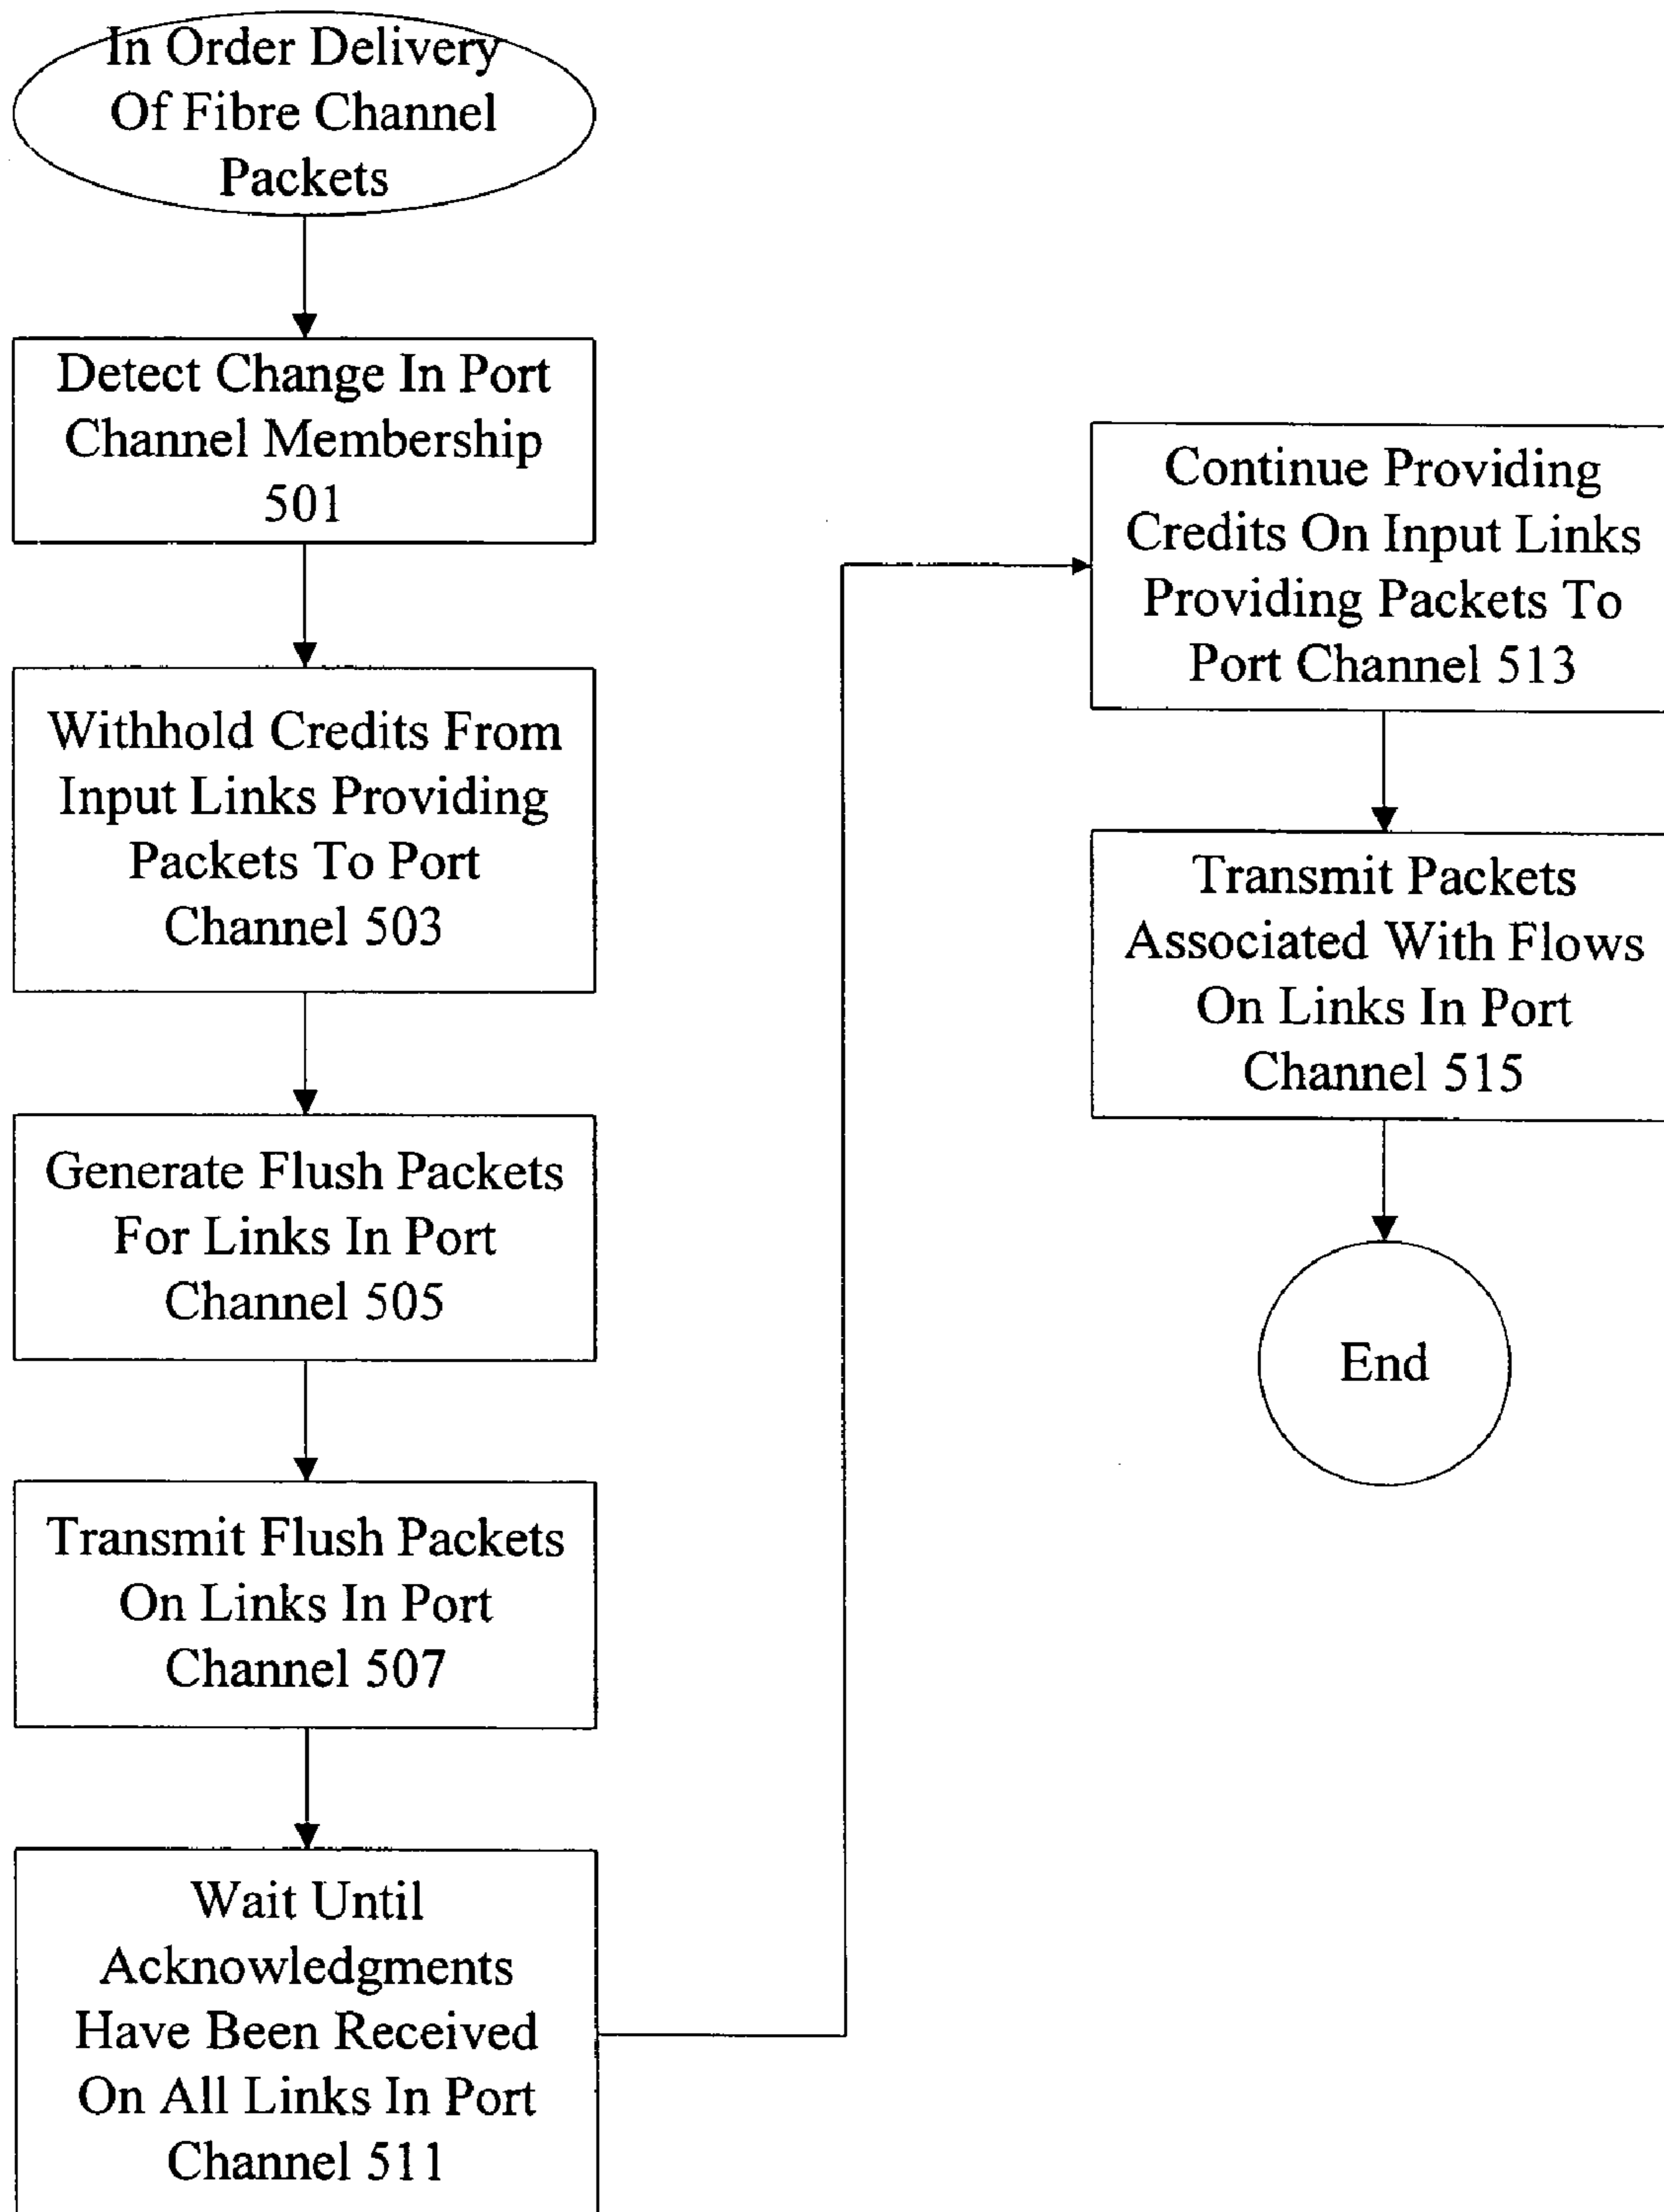 In Order Delivery
Of Fibre Channel
Packets
Detect Change In Port
Channel Membership
501
Withhold Credits From
Input Links Providing
Packets To Port
Channel 503
Generate Flush Packets
For Links In Port
Channel 505
Transmit Flush Packets
On Links In Port
Channel 507
Wait Until
Acknowledgments
Have Been Received
On All Links In Port
Channel 511
Continue Providing
Credits On Input Links
Providing Packets To
Port Channel 513
Transmit Packets
Associated With Flows
On Links In Port
Channel 515
End